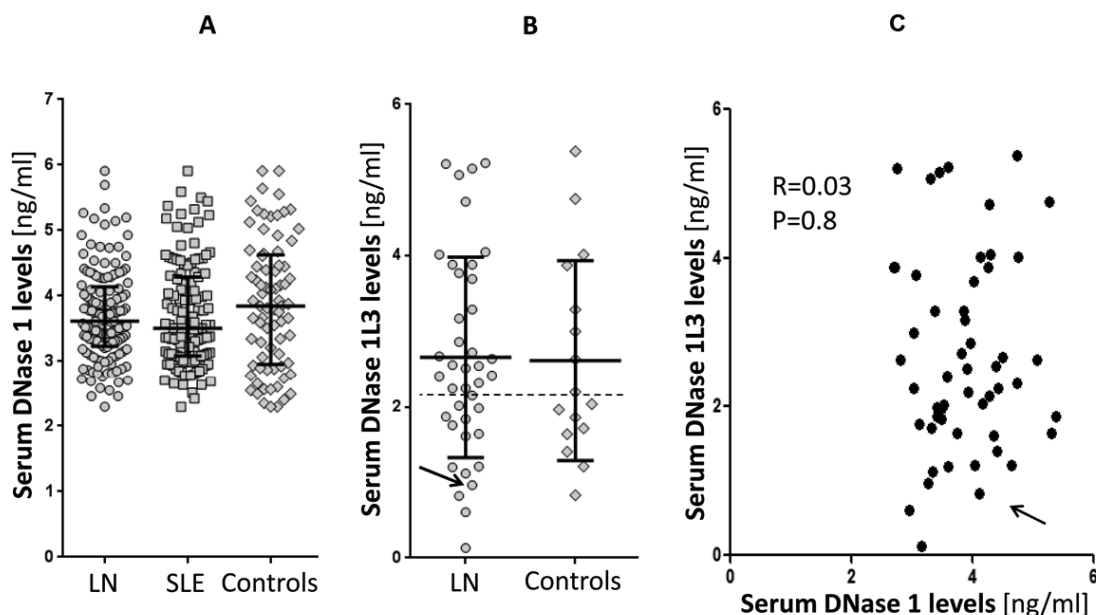 A
B
C
Serum DNase 1 levels [ng/ml]
7
6
5
4
3
2
1
0
LN SLE Controls
Serum DNase 1L3 levels [ng/ml]
6
4
2
0
LN Controls
Serum DNase 1L3 levels [ng/ml]
6
4
2
0
R=0.03
P=0.8
0 2 4 6
Serum DNase 1 levels [ng/ml]